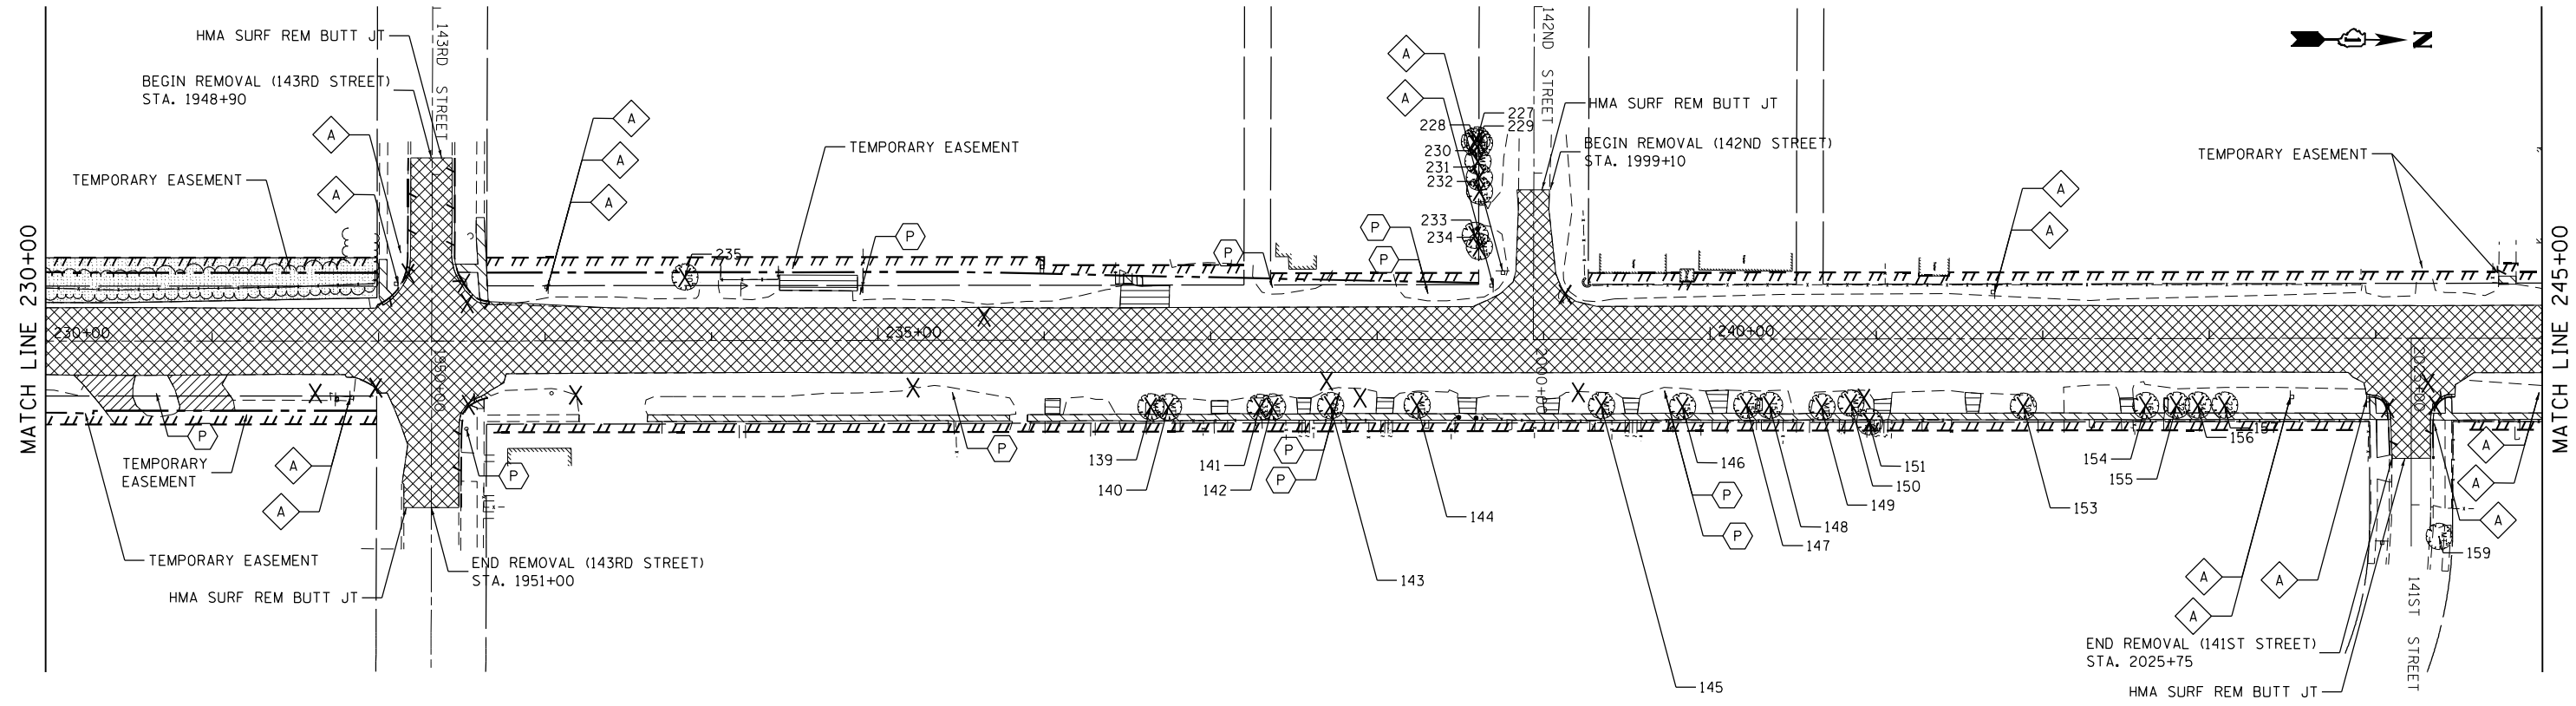 MATCH LINE 230+00
HMA SURF REM BUTT JT
BEGIN REMOVAL (143RD STREET)
STA. 1948+90
143RD STREET
A
A
TEMPORARY EASEMENT
A
A
A
TEMPORARY EASEMENT
P
235
P
P
P
A
A
227
228
229
230
231
232
233
234
142ND STREET
HMA SURF REM BUTT JT
BEGIN REMOVAL (142ND STREET)
STA. 1999+10
A
A
TEMPORARY EASEMENT
N
230+00
235+00
240+00
1950+00
2000+00
2025+00
P
TEMPORARY
EASEMENT
A
A
TEMPORARY EASEMENT
HMA SURF REM BUTT JT
P
END REMOVAL (143RD STREET)
STA. 1951+00
P
139
140
141
142
P
P
143
144
145
146
P
P
147
148
149
150
151
153
154
155
156
A
A
A
A
A
A
159
141ST STREET
END REMOVAL (141ST STREET)
STA. 2025+75
HMA SURF REM BUTT JT
MATCH LINE 245+00